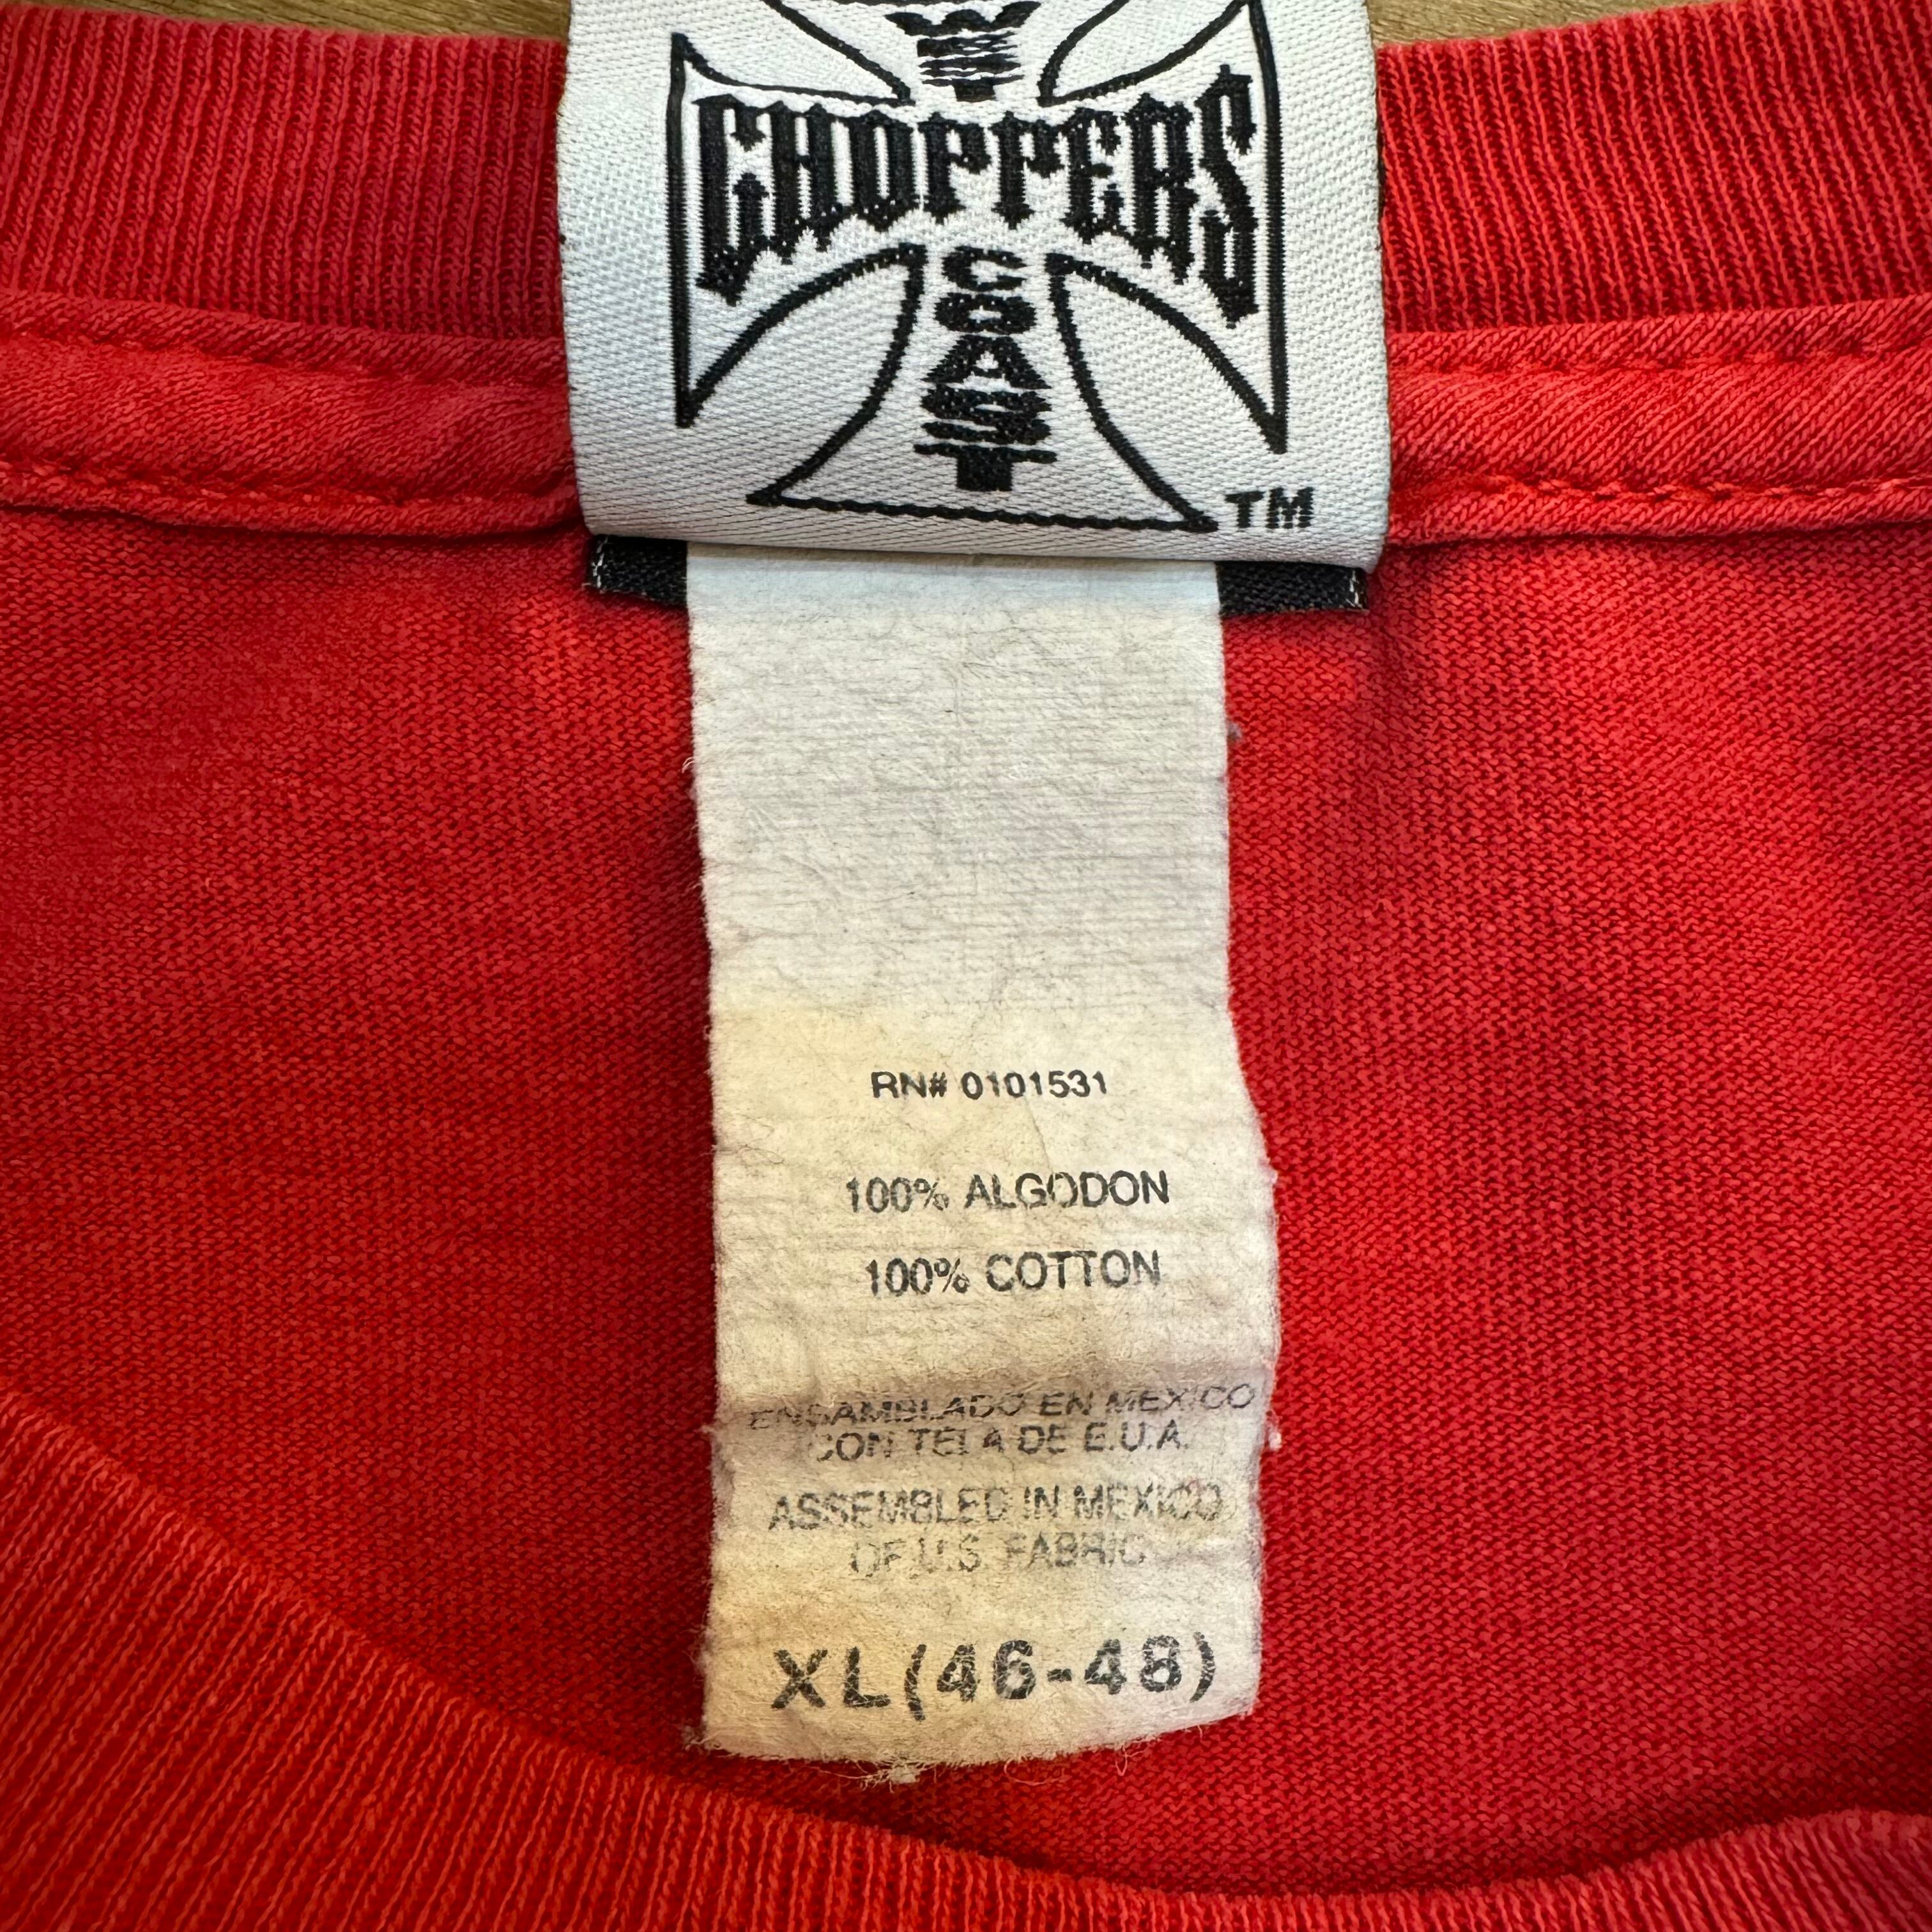 WEST
CHOPPERS
COAST
TM
RN# 0101531
100% ALGODON
100% COTTON
ENSAMBLADO EN MEXICO
CON TELA DE E.U.A.
ASSEMBLED IN MEXICO
OF U.S FABRIC
XL(46-48)